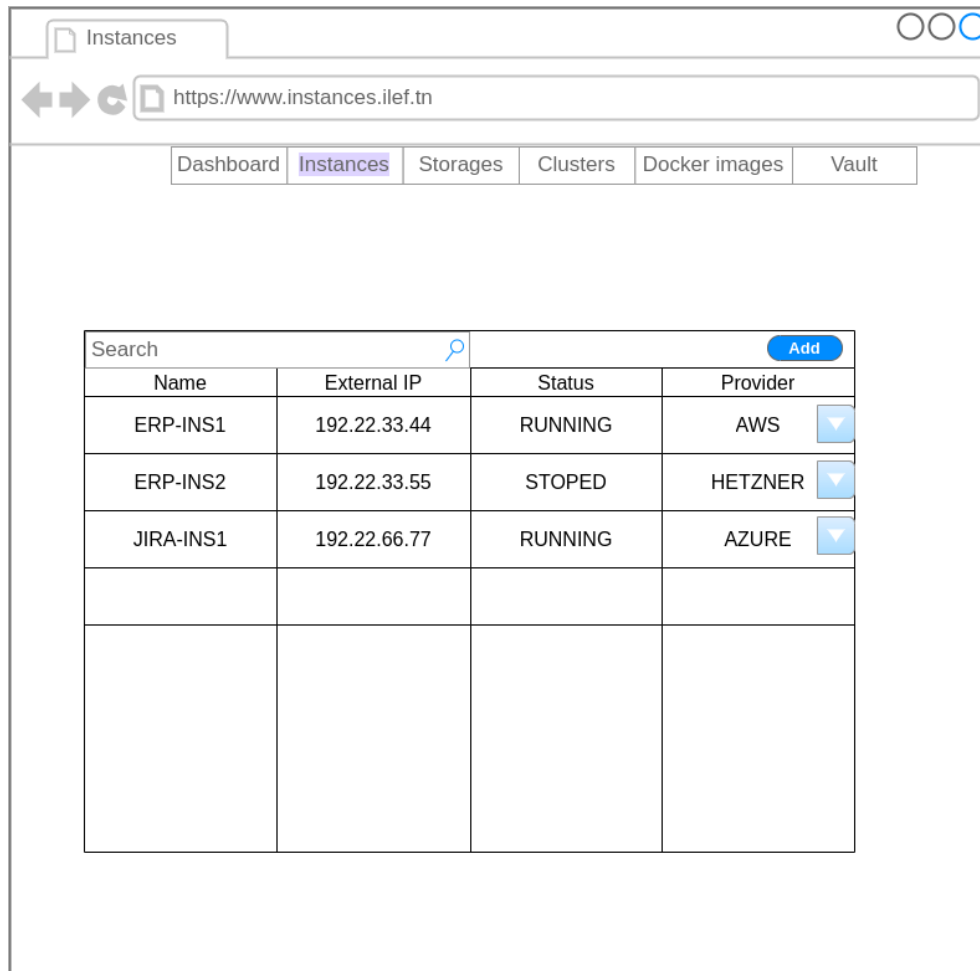 Instances
https://www.instances.ilef.tn
Dashboard Instances Storages Clusters Docker images Vault
Search Add
Name External IP Status Provider
ERP-INS1 192.22.33.44 RUNNING AWS
ERP-INS2 192.22.33.55 STOPED HETZNER
JIRA-INS1 192.22.66.77 RUNNING AZURE